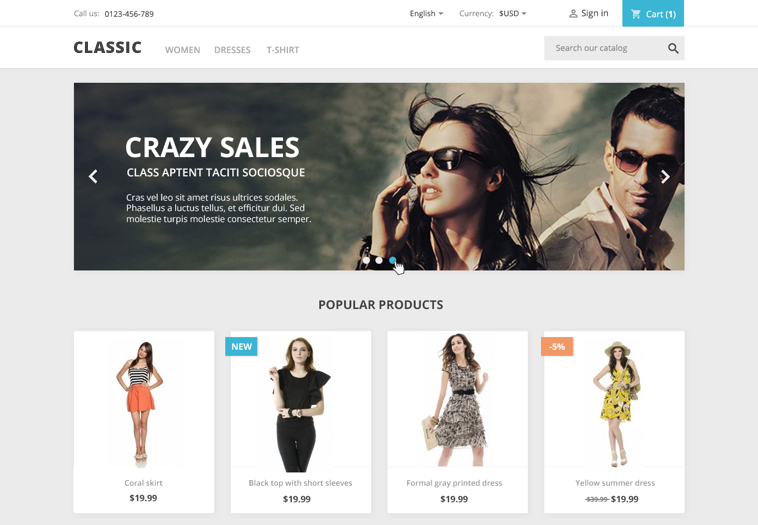 Call us: 0123-456-789
English
Currency: $USD
Sign in
Cart (1)
CLASSIC
WOMEN
DRESSES
T-SHIRT
Search our catalog
CRAZY SALES
CLASS APTENT TACITI SOCIOSQUE
Cras vel leo sit amet risus ultrices sodales.
Phasellus a luctus tellus, et efficitur dui. Sed
molestie turpis molestie consectetur semper.
POPULAR PRODUCTS
Coral skirt
$19.99
NEW
Black top with short sleeves
$19.99
Formal gray printed dress
$19.99
-5%
Yellow summer dress
$39.99 $19.99